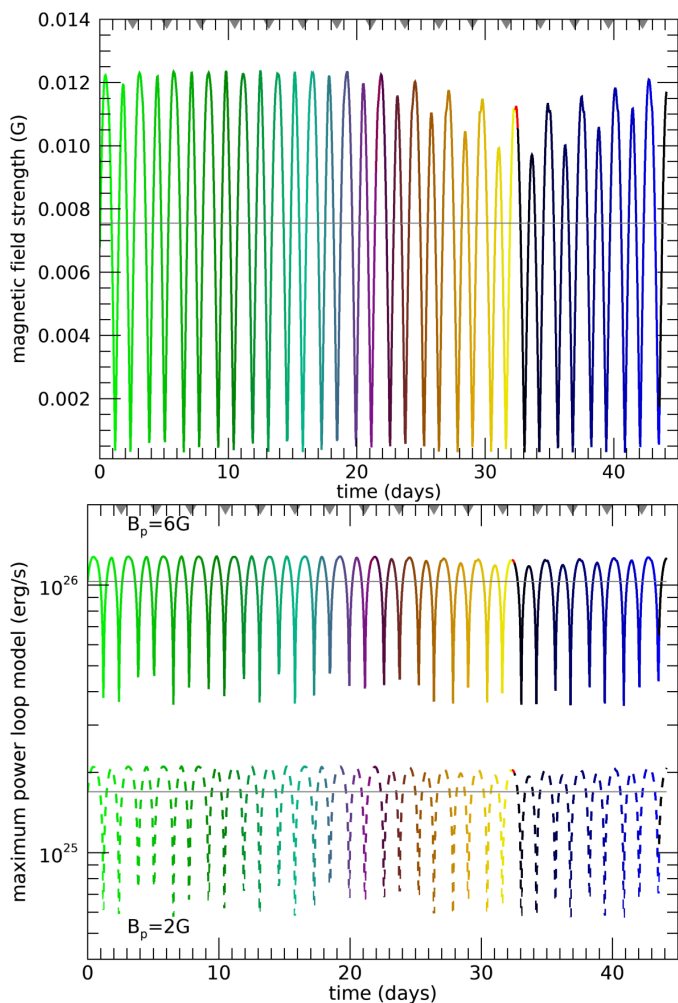 0.014
0.012
0.010
0.008
0.006
0.004
0.002
magnetic field strength (G)
0 10 20 30 40
time (days)
B_p=6G
10^26
10^25
maximum power loop model (erg/s)
B_p=2G
0 10 20 30 40
time (days)